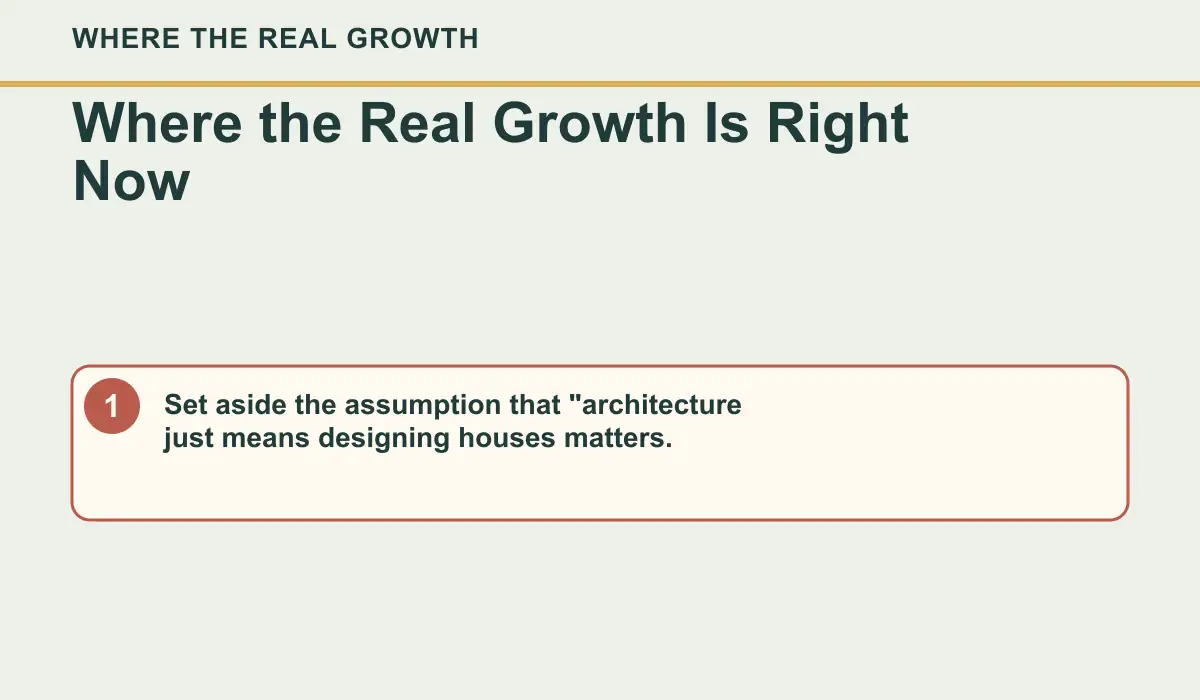 WHERE THE REAL GROWTH
Where the Real Growth Is Right
Now
1
Set aside the assumption that "architecture
just means designing houses matters.